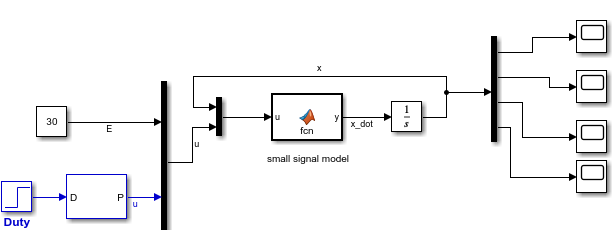 x
30
E
u
u
fcn
y
x_dot
1
s
small signal model
D
P
u
Duty